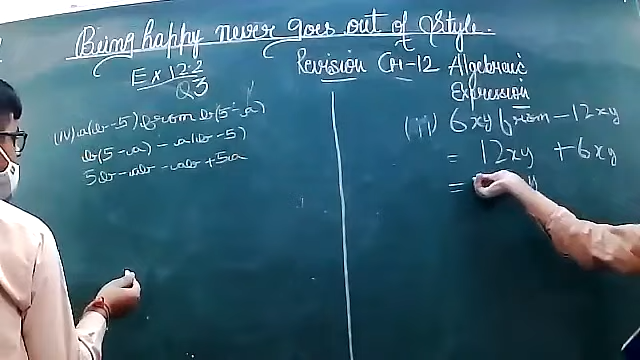 Being happy never goes out of Style.
Ex 12.2
Q3
Revision CH-12 Algebraic
Expression
(iv) a(b-5) from b(5-a)
b(5-a) - a(b-5)
5b - ab - ab + 5a
(ii) 6xy from -12xy
= 12xy + 6xy
= y